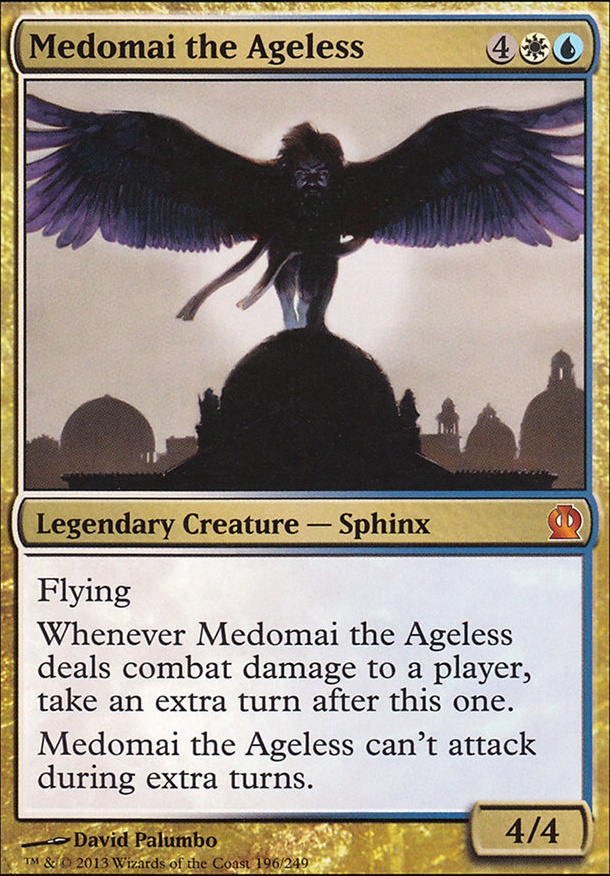 Medomai the Ageless 4
Legendary Creature — Sphinx
Flying
Whenever Medomai the Ageless
deals combat damage to a player,
take an extra turn after this one.
Medomai the Ageless can't attack
during extra turns.
4/4
David Palumbo
™ & © 2013 Wizards of the Coast 196/249